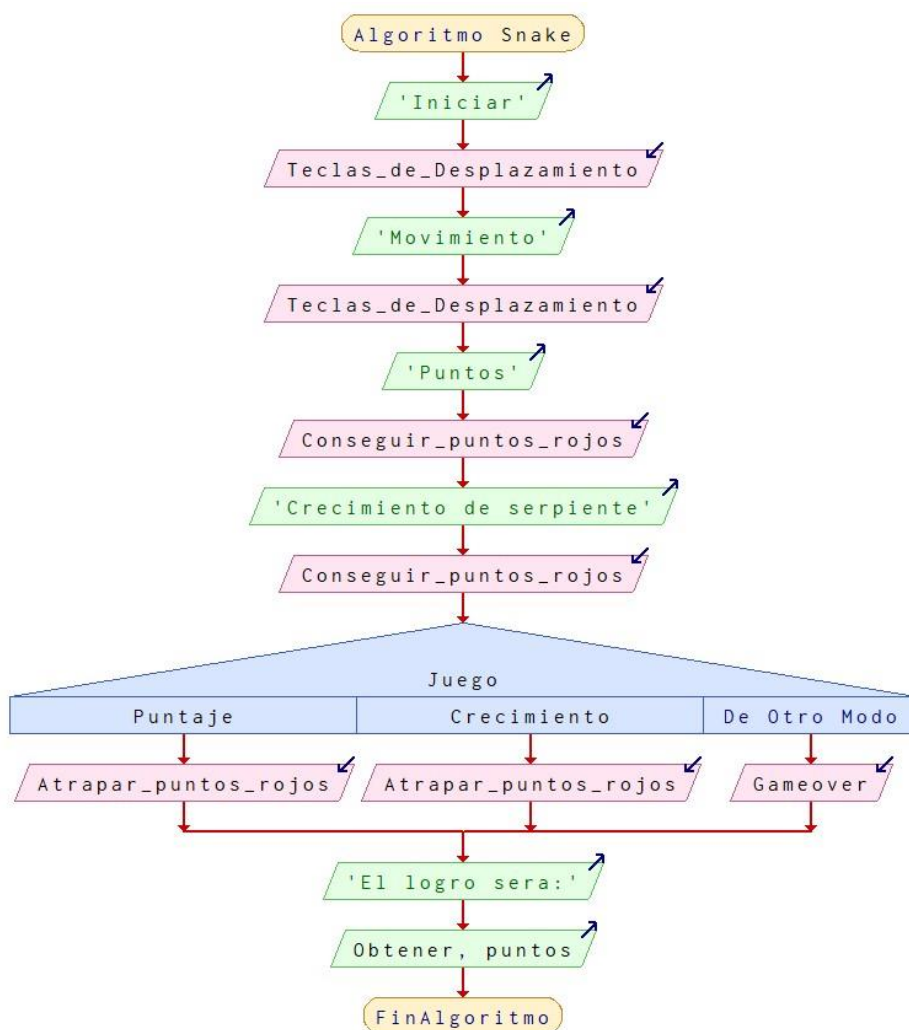 Algoritmo Snake
'Iniciar'
Teclas_de_Desplazamiento
'Movimiento'
Teclas_de_Desplazamiento
'Puntos'
Conseguir_puntos_rojos
'Crecimiento de serpiente'
Conseguir_puntos_rojos
Juego
Puntaje Crecimiento De Otro Modo
Atrapar_puntos_rojos Atrapar_puntos_rojos Gameover
'El logro sera:'
Obtener, puntos
FinAlgoritmo